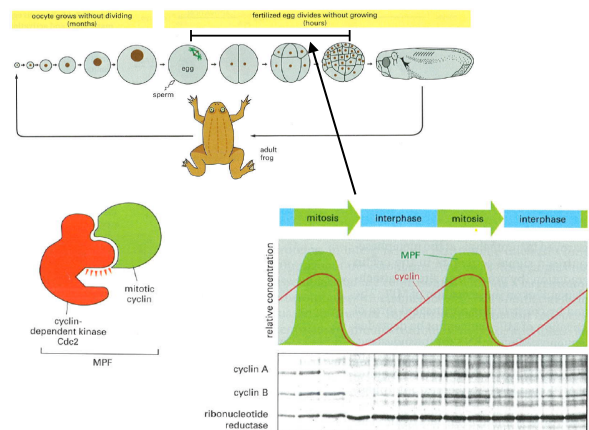 oocyte grows without dividing
(months)
fertilized egg divides without growing
(hours)
egg
sperm
adult
frog
mitotic
cyclin
cyclin-
dependent kinase
Cdc2
MPF
mitosis
interphase
mitosis
interphase
relative concentration
MPF
cyclin
cyclin A
cyclin B
ribonucleotide
reductase